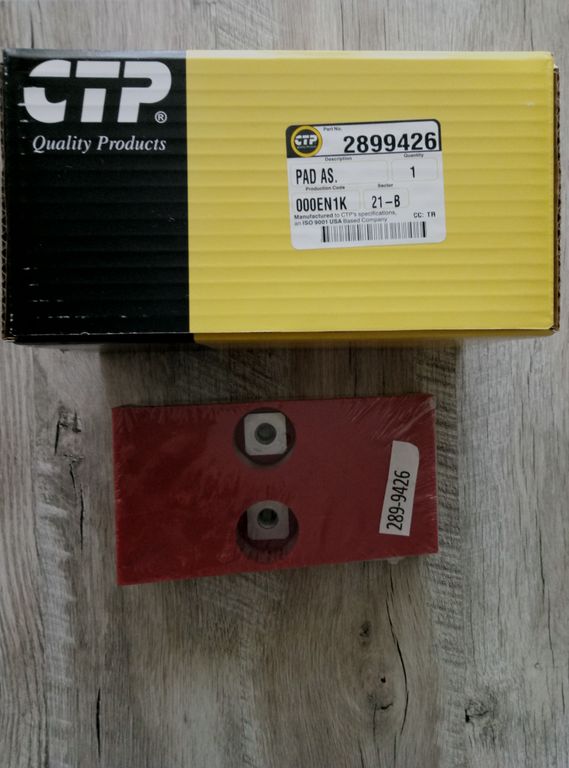 CTP®
Quality Products
CTP
Part No.
2899426
Description
Quantity
PAD AS.
1
Production Code
Sector
000EN1K
21-B
Manufactured to CTP's specifications,
an ISO 9001 USA Based Company
CC: TR
289-9426